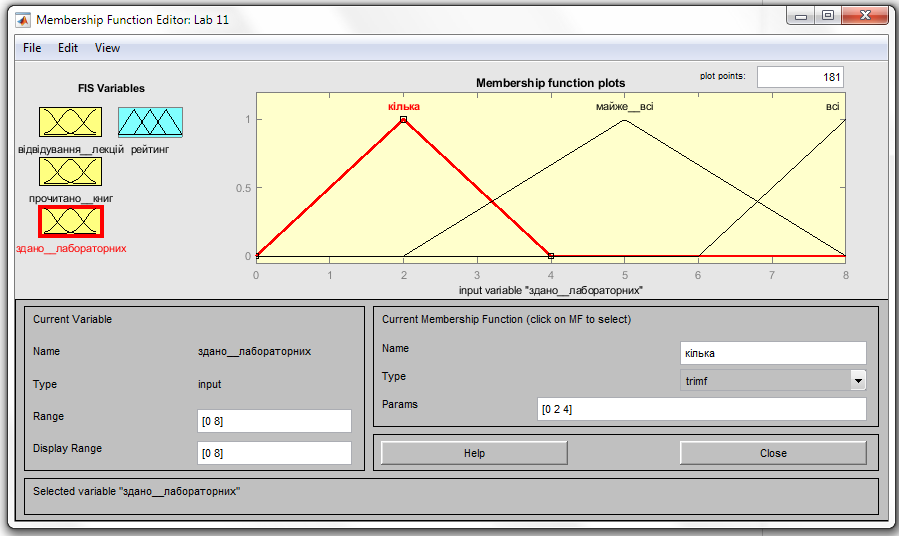 Membership Function Editor: Lab 11
File Edit View
FIS Variables
відвідування__лекцій
рейтинг
прочитано__книг
здано__лабораторних
Membership function plots
plot points:
181
кілька
майже__всі
всі
1
0.5
0
0 1 2 3 4 5 6 7 8
input variable "здано__лабораторних"
Current Variable
Name здано__лабораторних
Type input
Range [0 8]
Display Range [0 8]
Current Membership Function (click on MF to select)
Name кілька
Type trimf
Params [0 2 4]
Help Close
Selected variable "здано__лабораторних"